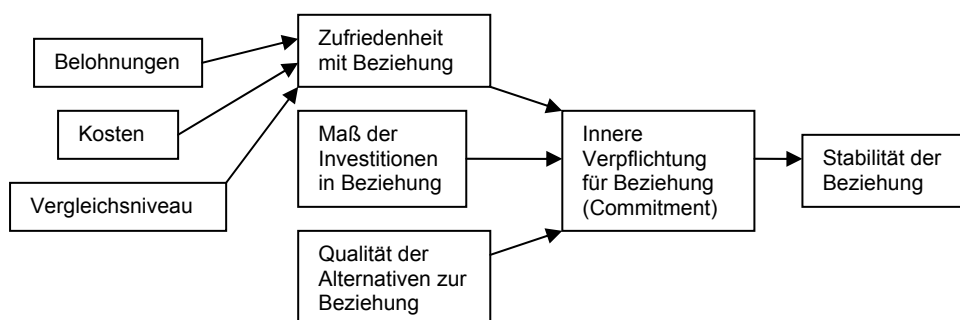 Belohnungen
Kosten
Vergleichsniveau
Zufriedenheit
mit Beziehung
Maß der
Investitionen
in Beziehung
Qualität der
Alternativen zur
Beziehung
Innere
Verpflichtung
für Beziehung
(Commitment)
Stabilität der
Beziehung